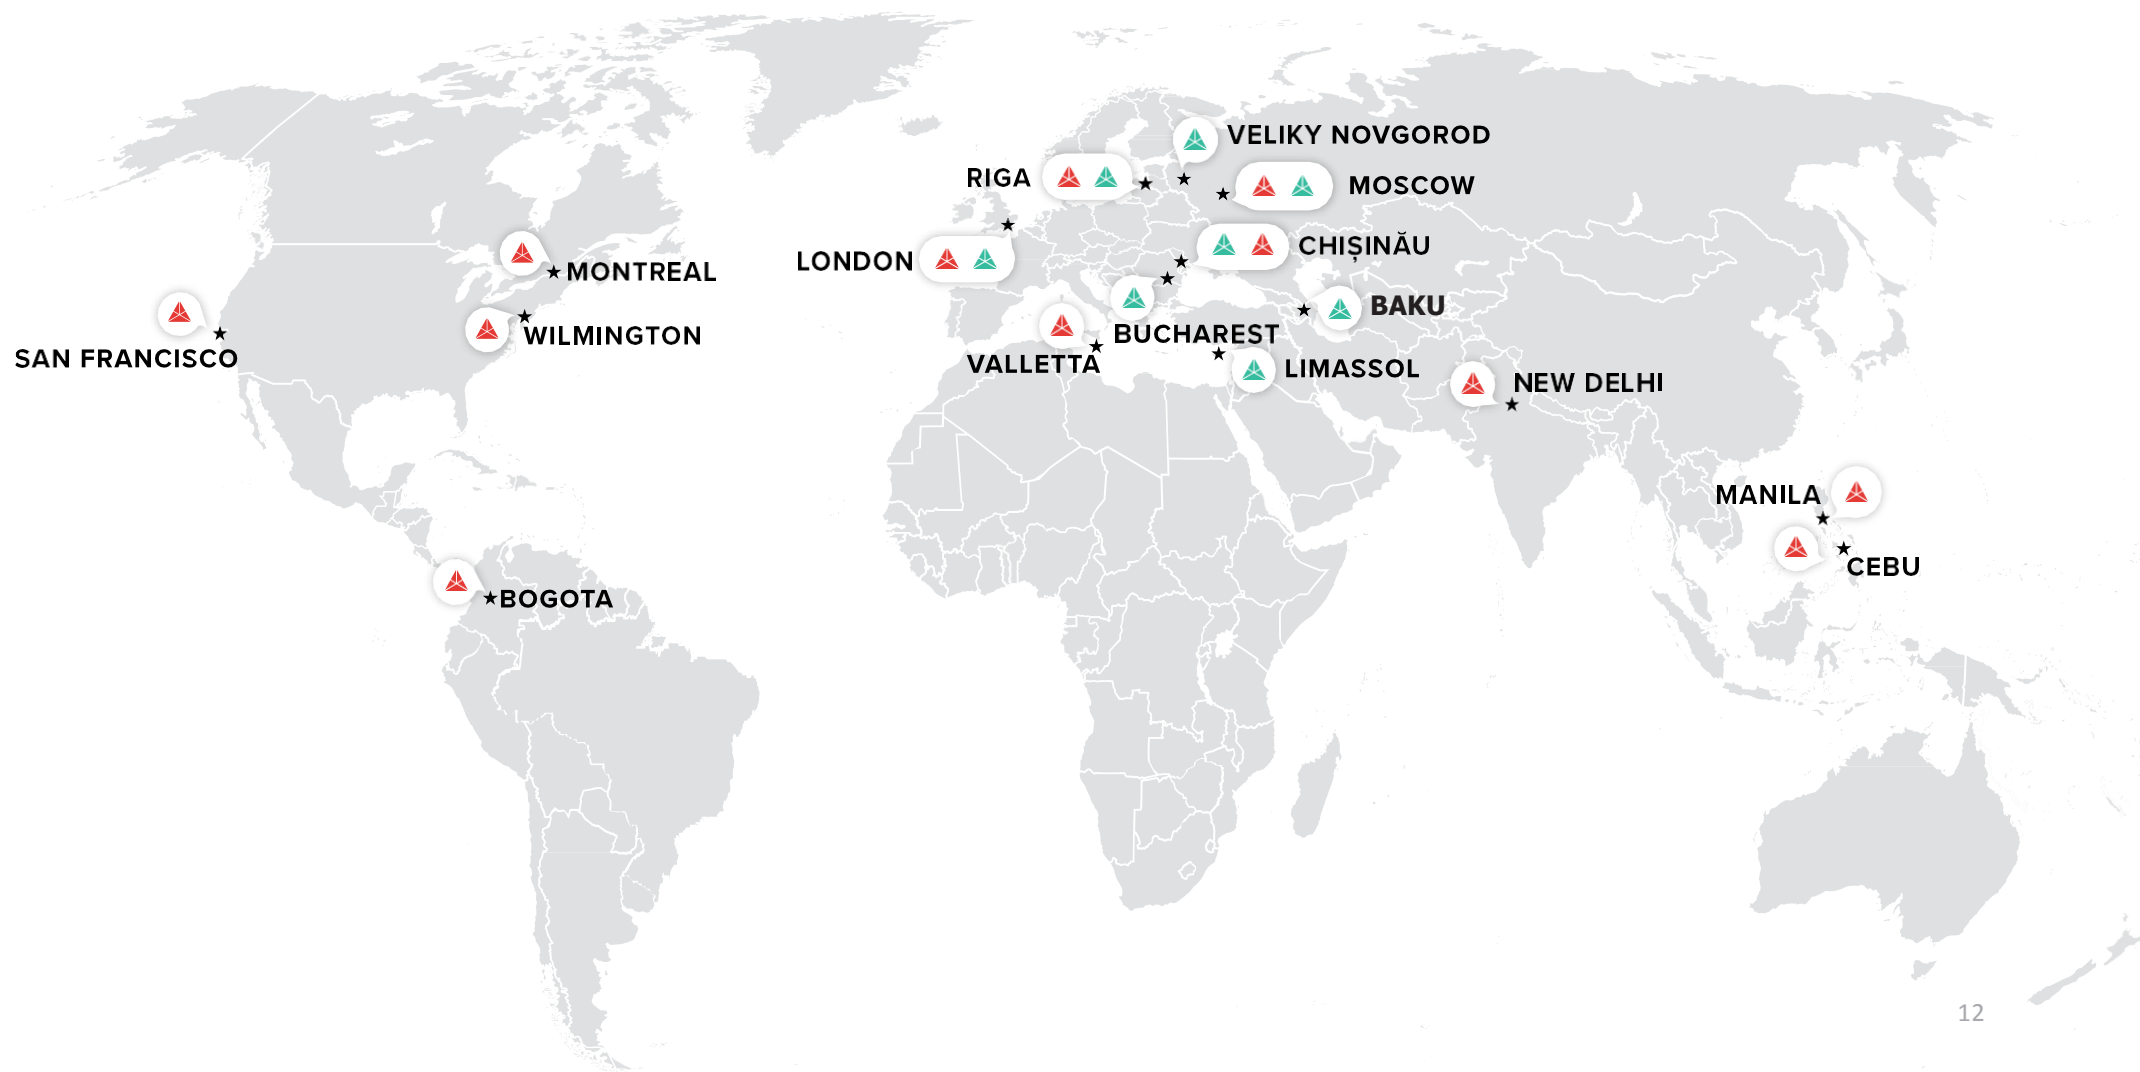 VELIKY NOVGOROD
RIGA
MOSCOW
CHIȘINĂU
LONDON
MONTREAL
BAKU
WILMINGTON
BUCHAREST
SAN FRANCISCO
VALLETTA
LIMASSOL
NEW DELHI
MANILA
CEBU
BOGOTA
12